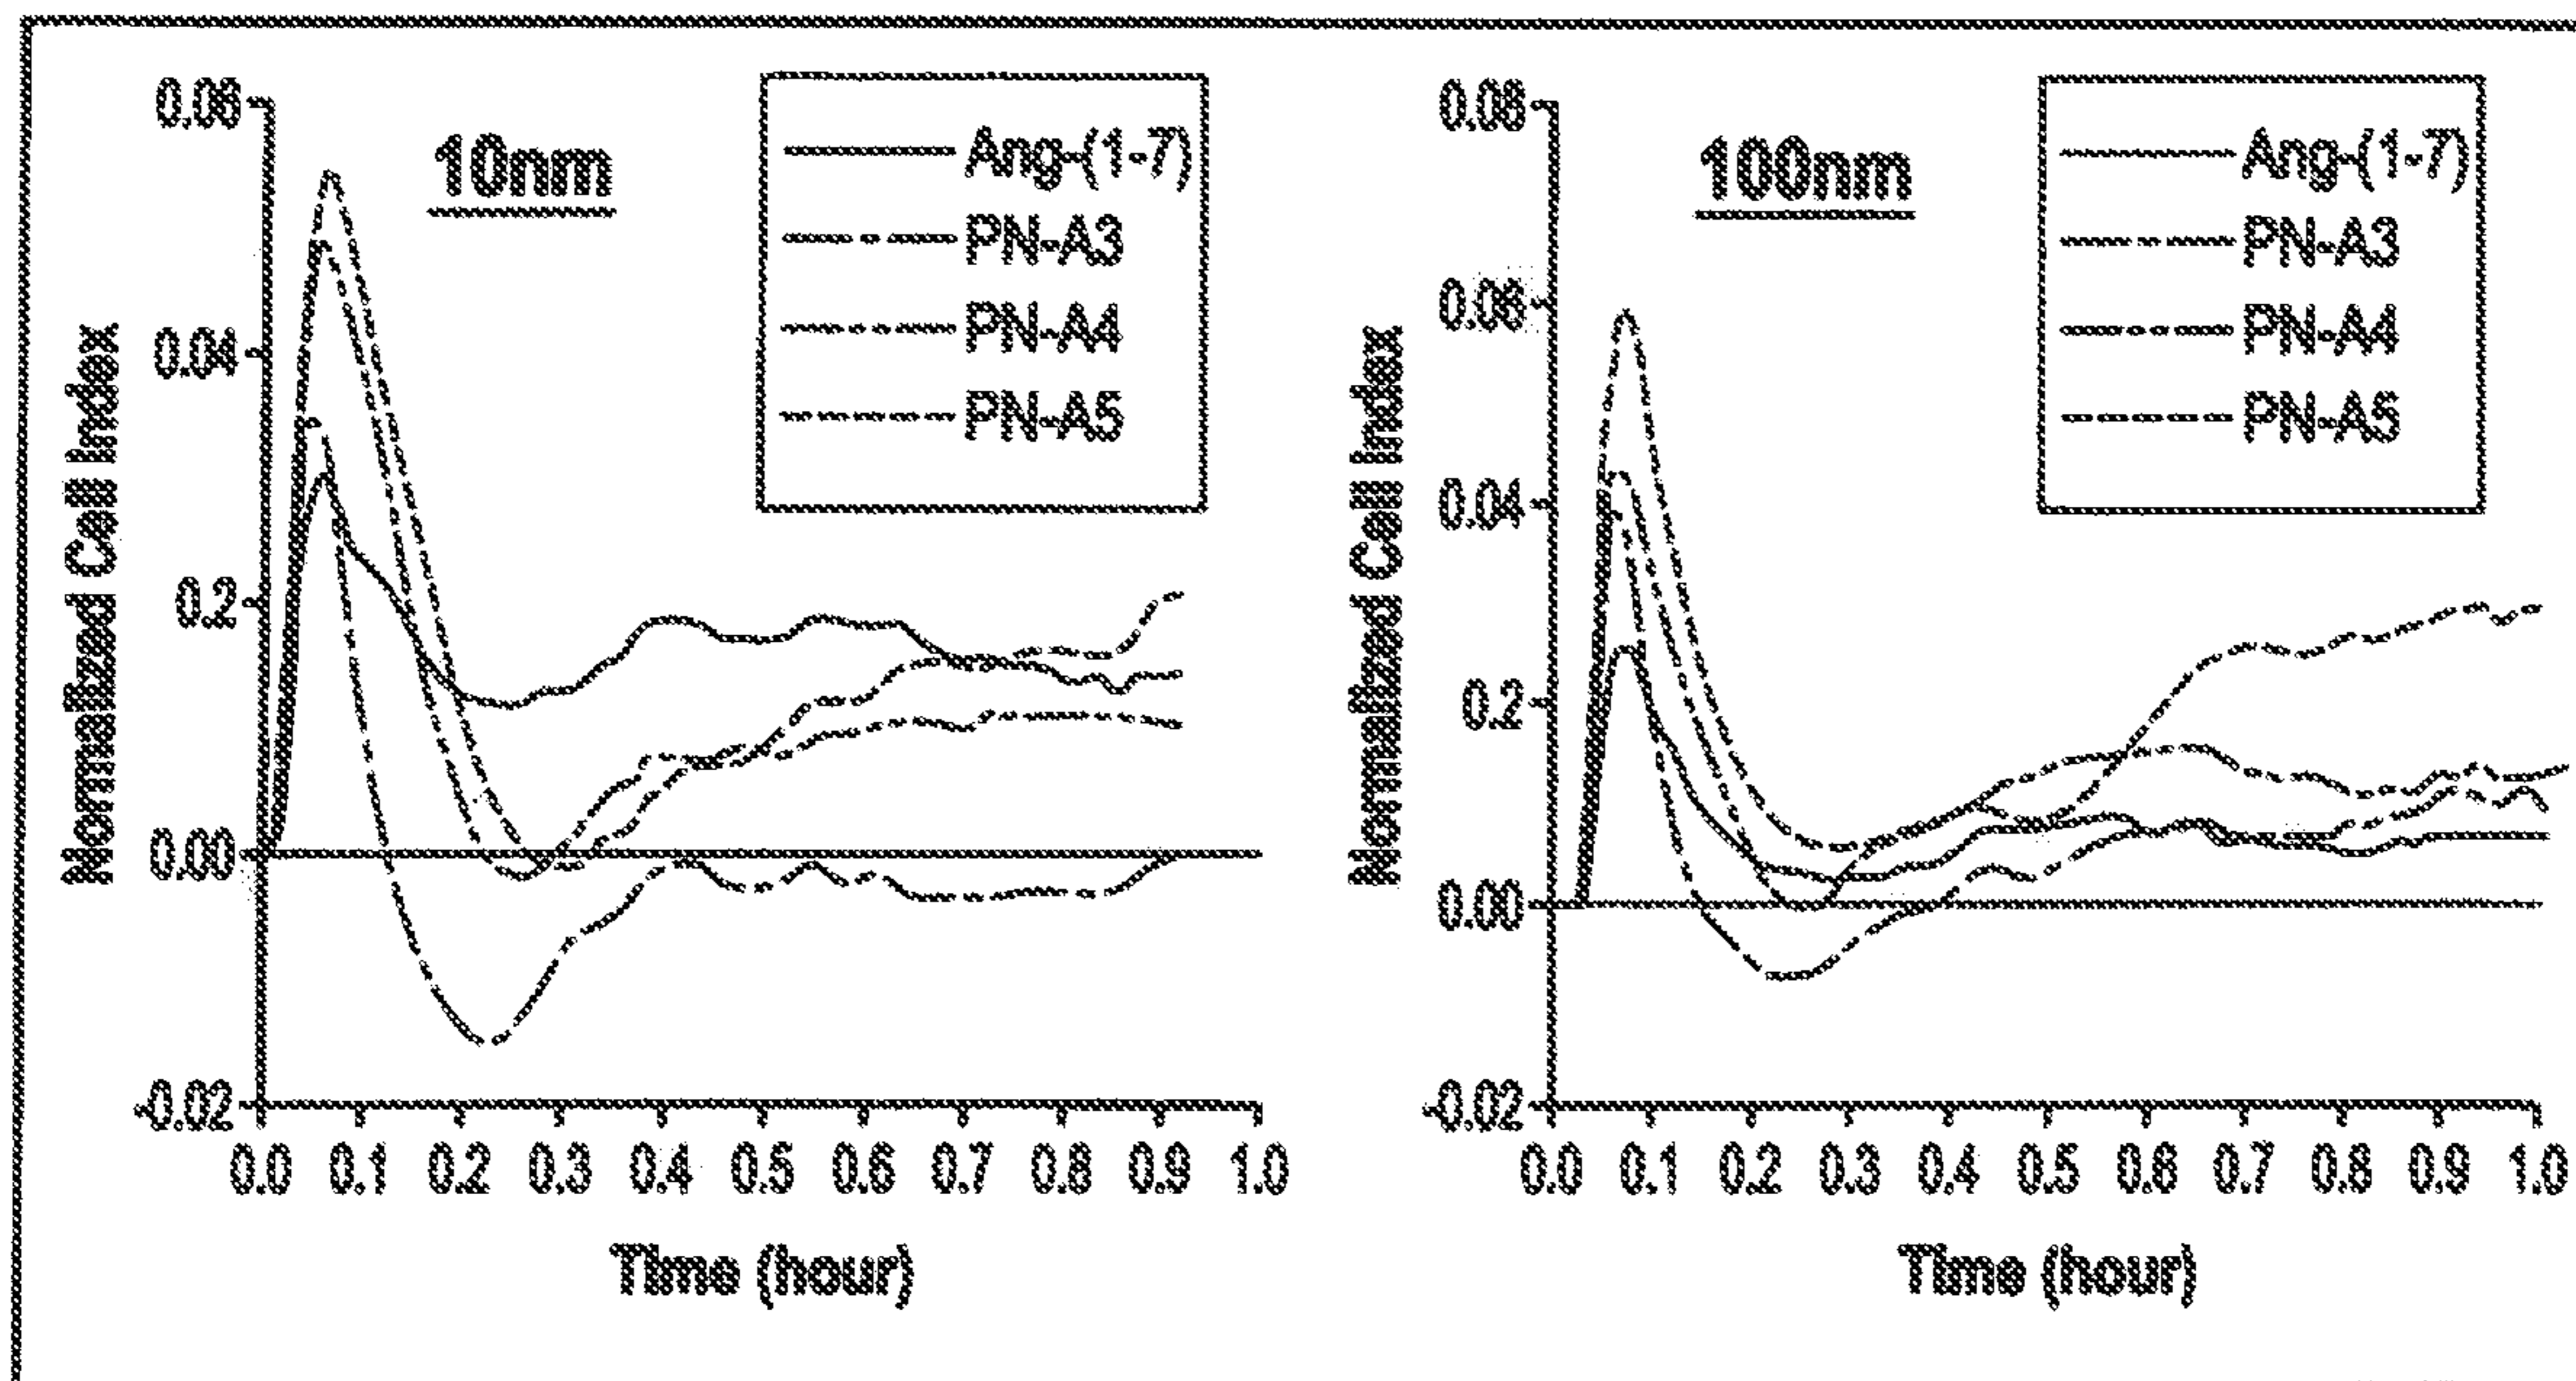 10nm
Ang-(1-7)
PN-A3
PN-A4
PN-A5
Normalized Cell Index
0.06
0.04
0.2
0.00
-0.02
0.0 0.1 0.2 0.3 0.4 0.5 0.6 0.7 0.8 0.9 1.0
Time (hour)
100nm
Ang-(1-7)
PN-A3
PN-A4
PN-A5
Normalized Cell Index
0.08
0.06
0.04
0.2
0.00
-0.02
0.0 0.1 0.2 0.3 0.4 0.5 0.6 0.7 0.8 0.9 1.0
Time (hour)